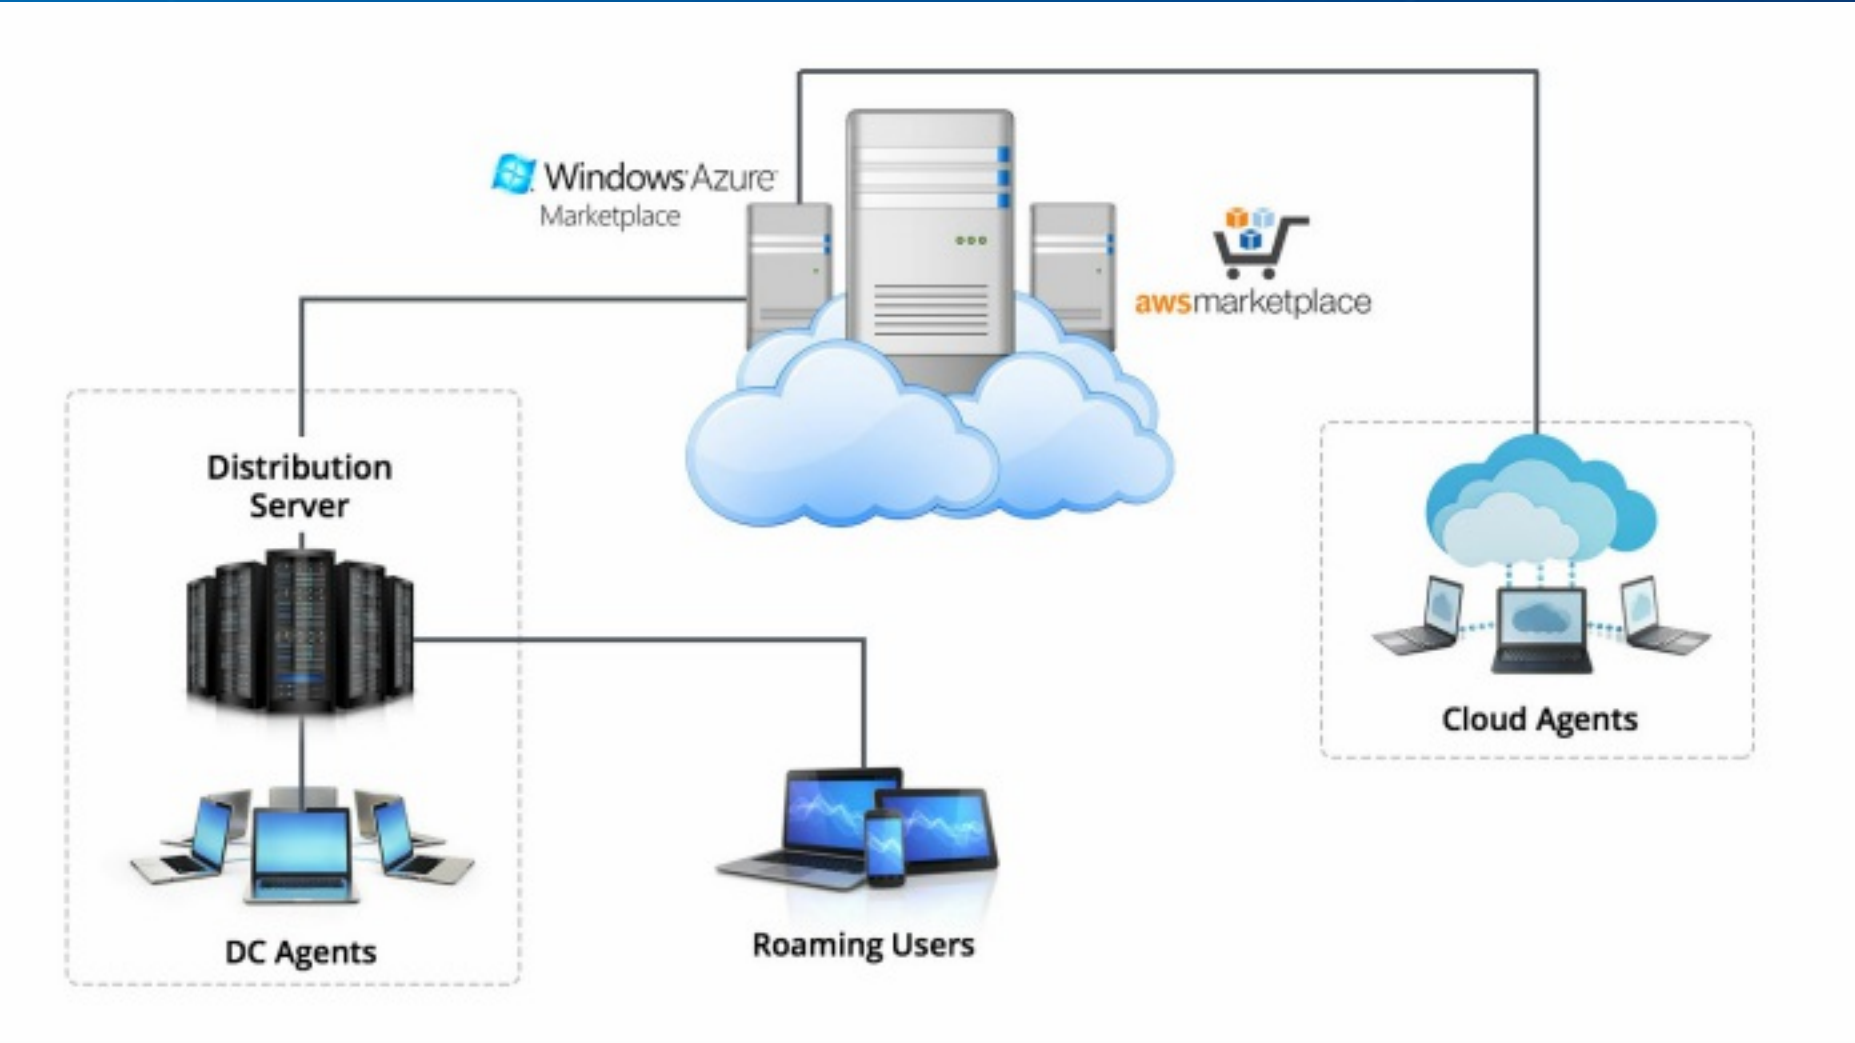 Windows Azure
Marketplace
awsmarketplace
Distribution
Server
Cloud Agents
DC Agents
Roaming Users